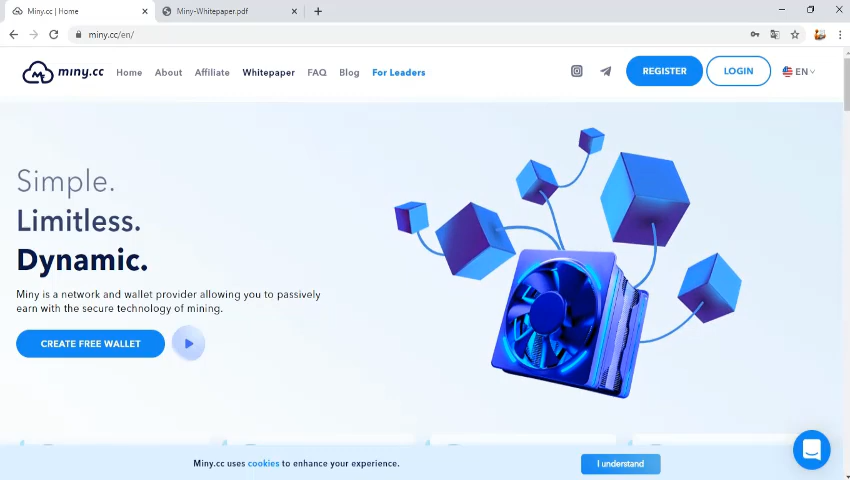 Miny.cc | Home
Miny-Whitepaper.pdf
miny.cc/en/
miny.cc
Home
About
Affiliate
Whitepaper
FAQ
Blog
For Leaders
REGISTER
LOGIN
EN
Simple.
Limitless.
Dynamic.
Miny is a network and wallet provider allowing you to passively
earn with the secure technology of mining.
CREATE FREE WALLET
Miny.cc uses cookies to enhance your experience.
I understand